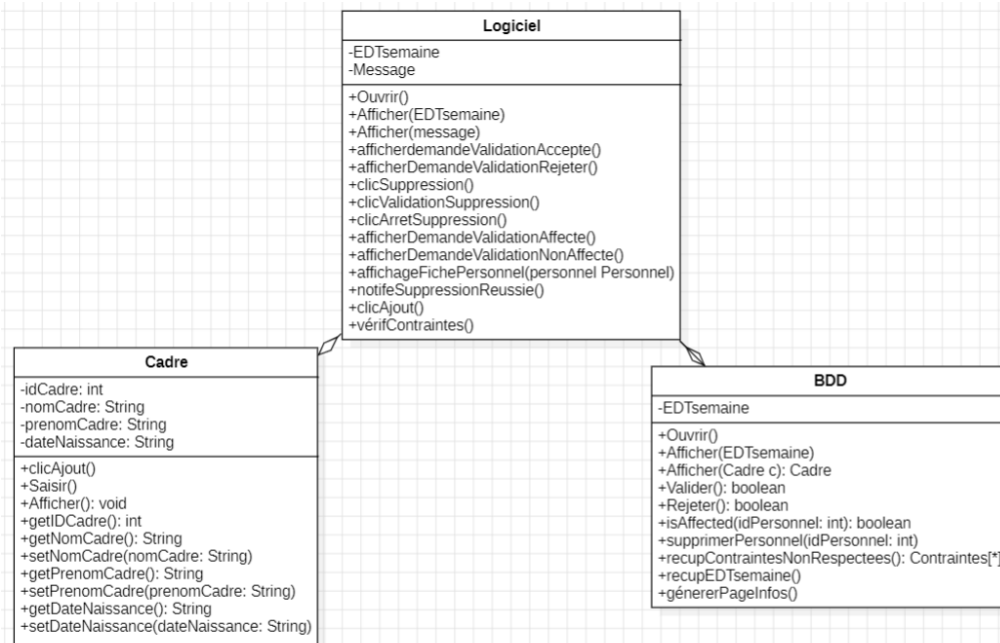 Logiciel
-EDTsemaine
-Message
+Ouvrir()
+Afficher(EDTsemaine)
+Afficher(message)
+afficherdemandeValidationAccepte()
+afficherDemandeValidationRejeter()
+clicSuppression()
+clicValidationSuppression()
+clicArretSuppression()
+afficherDemandeValidationAffecte()
+afficherDemandeValidationNonAffecte()
+affichageFichePersonnel(personnel Personnel)
+notifeSuppressionReussie()
+clicAjout()
+vérifContraintes()
Cadre
-idCadre: int
-nomCadre: String
-prenomCadre: String
-dateNaissance: String
+clicAjout()
+Saisir()
+Afficher(): void
+getIDCadre(): int
+getNomCadre(): String
+setNomCadre(nomCadre: String)
+getPrenomCadre(): String
+setPrenomCadre(prenomCadre: String)
+getDateNaissance(): String
+setDateNaissance(dateNaissance: String)
BDD
-EDTsemaine
+Ouvrir()
+Afficher(EDTsemaine)
+Afficher(Cadre c): Cadre
+Valider(): boolean
+Rejeter(): boolean
+isAffected(idPersonnel: int): boolean
+supprimerPersonnel(idPersonnel: int)
+recupContraintesNonRespectees(): Contraintes[*]
+recupEDTsemaine()
+génererPageInfos()